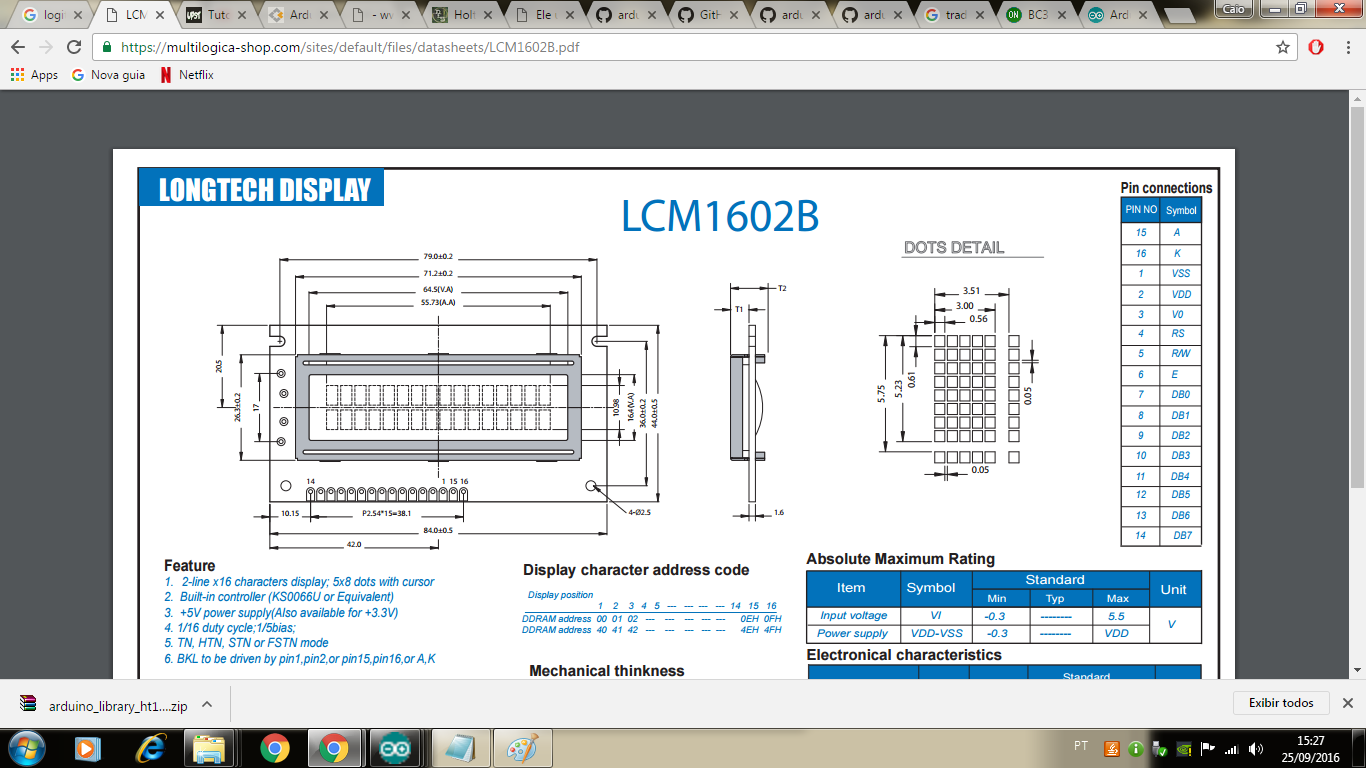 logi
LCM
UPST
Tuto
Ard
- ww
Holt
Ele
ardu
GitH
ardu
ardu
trad
ON
BC3
Ard
Caio
https://multilogica-shop.com/sites/default/files/datasheets/LCM1602B.pdf
Apps
Nova guia
Netflix
LONGTECH DISPLAY
LCM1602B
DOTS DETAIL
Pin connections
PIN NO Symbol
15 A
16 K
1 VSS
2 VDD
3 V0
4 RS
5 R/W
6 E
7 DB0
8 DB1
9 DB2
10 DB3
11 DB4
12 DB5
13 DB6
14 DB7
79.0±0.2
71.2±0.2
64.5(V.A)
55.73(A.A)
20.5
26.3±0.2
17
10.98
16.4(V.A)
36.0±0.2
44.0±0.5
14 1 15 16
10.15 P2.54*15=38.1
4-Ø2.5
84.0±0.5
42.0
T2
T1
1.6
3.51
3.00
0.56
5.75
5.23
0.61
0.05
0.05
Feature
1. 2-line x16 characters display; 5x8 dots with cursor
2. Built-in controller (KS0066U or Equivalent)
3. +5V power supply(Also available for +3.3V)
4. 1/16 duty cycle;1/5bias;
5. TN, HTN, STN or FSTN mode
6. BKL to be driven by pin1,pin2,or pin15,pin16,or A,K
Display character address code
Display position
1 2 3 4 5 --- --- --- --- 14 15 16
DDRAM address 00 01 02 --- --- --- --- --- 0EH 0FH
DDRAM address 40 41 42 --- --- --- --- --- 4EH 4FH
Mechanical thinkness
Absolute Maximum Rating
Item Symbol Standard Unit
Min Typ Max
Input voltage VI -0.3 -------- 5.5 V
Power supply VDD-VSS -0.3 -------- VDD
Electronical characteristics
Standard
arduino_library_ht1....zip
Exibir todos
PT
15:27
25/09/2016